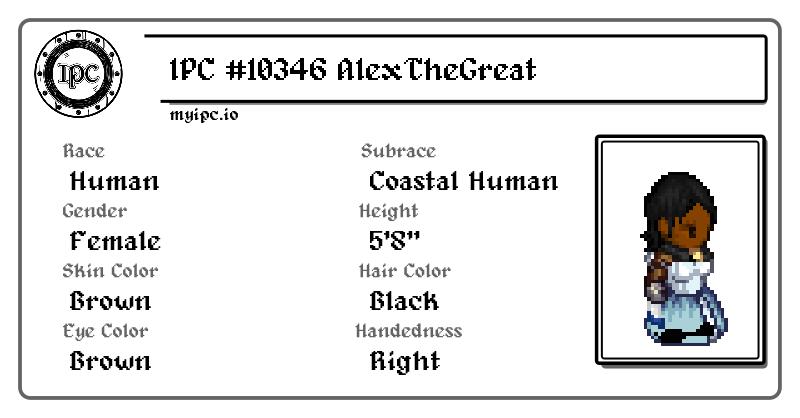 IPC
IPC #10346 AlexTheGreat
myipc.io
Race
Subrace
Human
Coastal Human
Gender
Height
Female
5'8"
Skin Color
Hair Color
Brown
Black
Eye Color
Handedness
Brown
Right